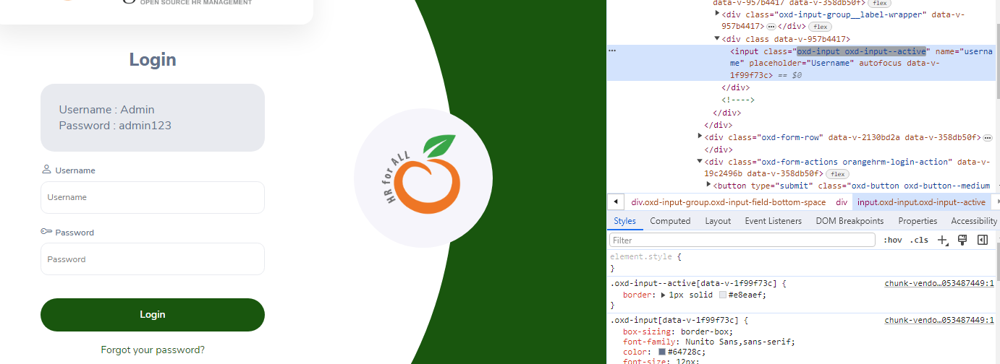 OPEN SOURCE HR MANAGEMENT
Login
Username : Admin
Password : admin123
Username
Username
Password
Password
Login
Forgot your password?
HR for ALL
data-v-957b4417 data-v-358db50f> flex
<div class="oxd-input-group__label-wrapper" data-v-
957b4417> ⋯ </div> flex
<div class data-v-957b4417>
<input class="oxd-input oxd-input--active" name="userna
me" placeholder="Username" autofocus data-v-
1f99f73c> == $0
</div>
<!---->
</div>
</div>
<div class="oxd-form-row" data-v-2130bd2a data-v-358db50f> ⋯
</div>
<div class="oxd-form-actions orangehrm-login-action" data-v-
19c2496b data-v-358db50f> flex
<button type="submit" class="oxd-button oxd-button--medium
div.oxd-input-group.oxd-input-field-bottom-space div input.oxd-input.oxd-input--active
Styles Computed Layout Event Listeners DOM Breakpoints Properties Accessibility
Filter :hov .cls
element.style {
}
.oxd-input--active[data-v-1f99f73c] { chunk-vendo…053487449:1
border: 1px solid #e8eaef;
}
.oxd-input[data-v-1f99f73c] { chunk-vendo…053487449:1
box-sizing: border-box;
font-family: Nunito Sans,sans-serif;
color: #64728c;
font-size: 12px;